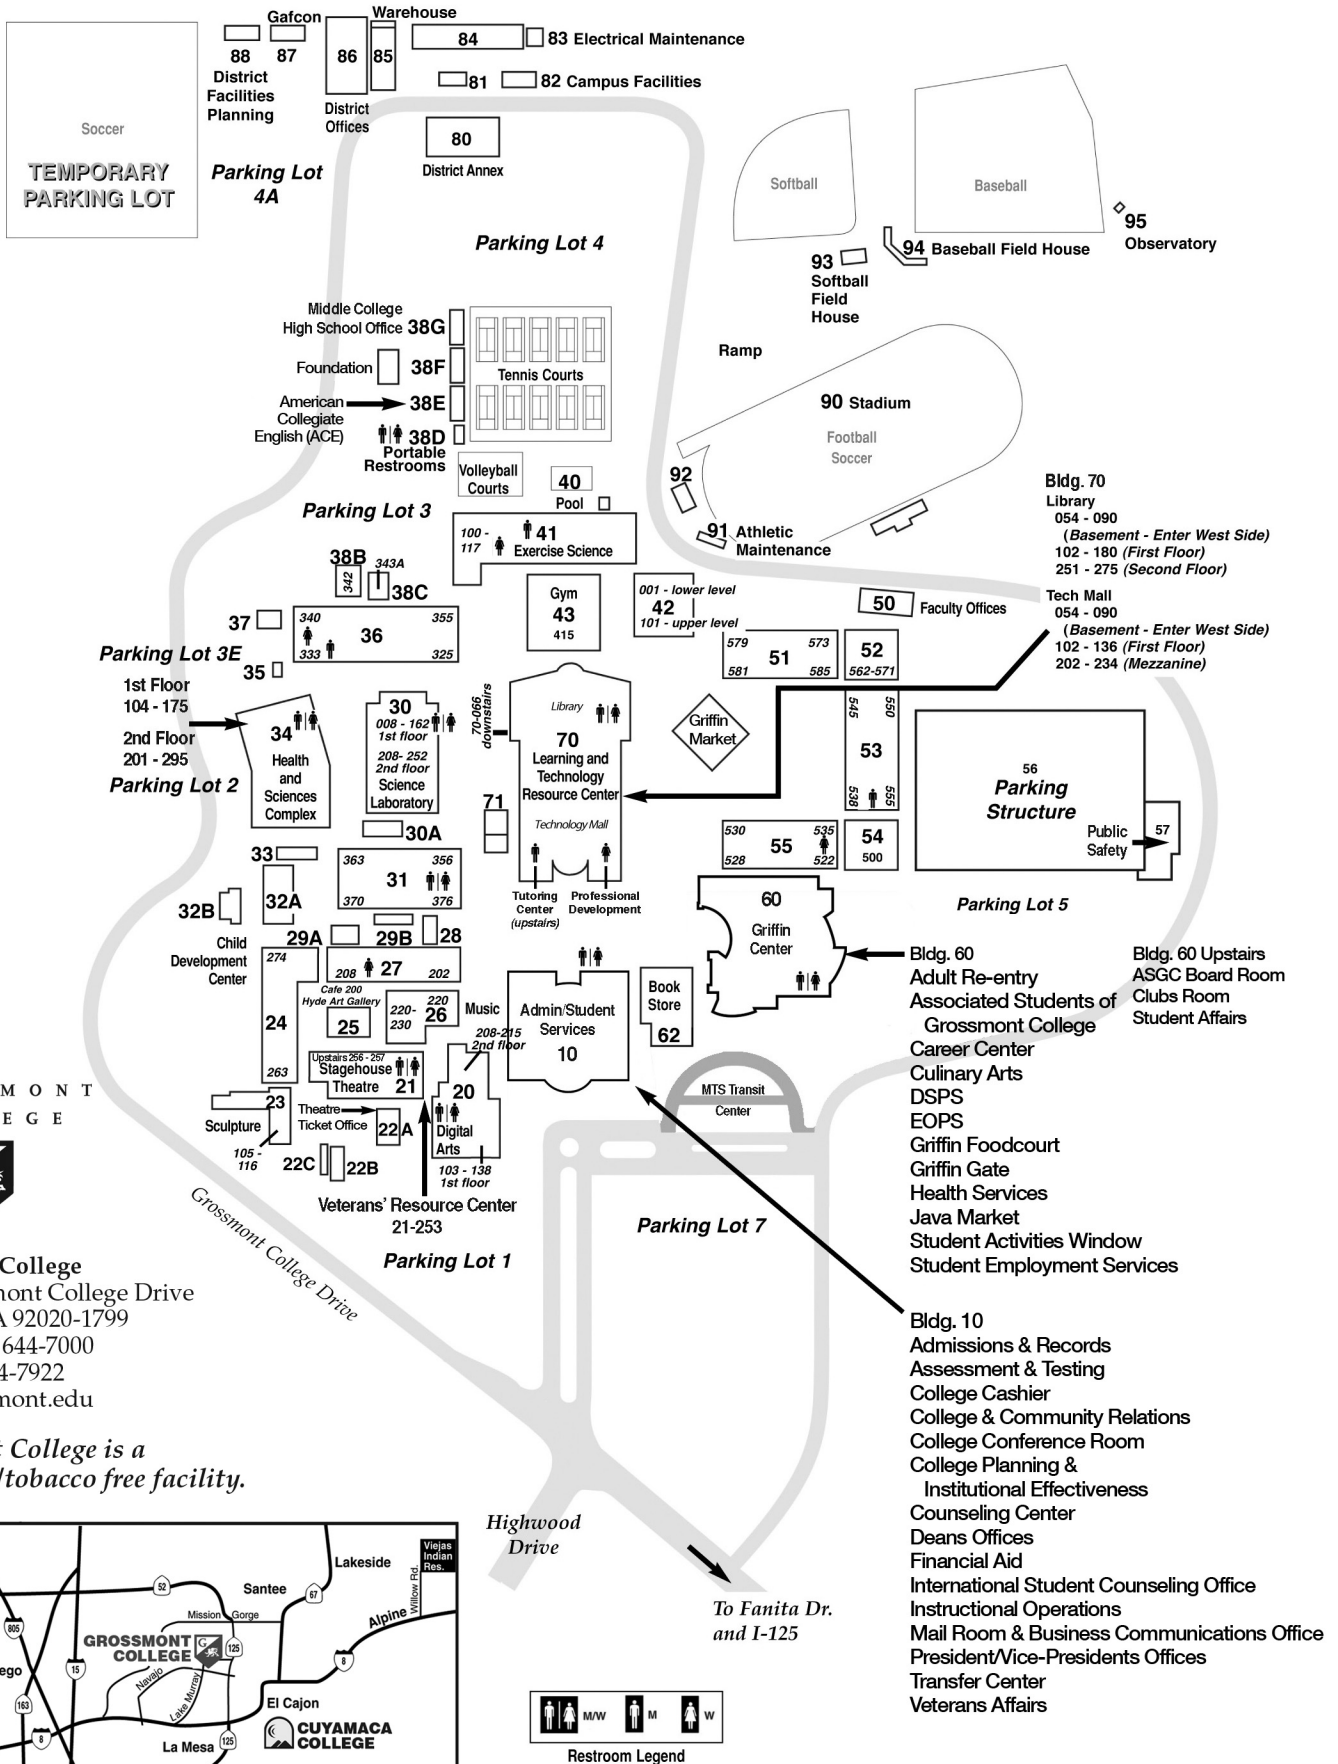 Gafcon
Warehouse
88
87
86
85
84
83 Electrical Maintenance
District
Facilities
Planning
District
Offices
81
82 Campus Facilities
80
District Annex
Soccer
TEMPORARY
PARKING LOT
Parking Lot
4A
Parking Lot 4
Softball
Baseball
95
Observatory
94 Baseball Field House
93
Softball
Field
House
Middle College
High School Office 38G
Foundation
38F
American
Collegiate
English (ACE)
38E
38D
Portable
Restrooms
Tennis Courts
Ramp
90 Stadium
Football
Soccer
Volleyball
Courts
40
Pool
92
91 Athletic
Maintenance
Parking Lot 3
100 -
117
41
Exercise Science
Bldg. 70
Library
054 - 090
(Basement - Enter West Side)
102 - 180 (First Floor)
251 - 275 (Second Floor)
Tech Mall
054 - 090
(Basement - Enter West Side)
102 - 136 (First Floor)
202 - 234 (Mezzanine)
38B
342
343A
38C
Gym
43
415
001 - lower level
42
101 - upper level
50 Faculty Offices
37
340
355
36
333
325
Parking Lot 3E
35
579
573
51
581
585
52
562-571
1st Floor
104 - 175
2nd Floor
201 - 295
Parking Lot 2
34
Health
and
Sciences
Complex
30
008 - 162
1st floor
208- 252
2nd floor
Science
Laboratory
70-066
downstairs
Library
70
Learning and
Technology
Resource Center
Technology Mall
Griffin
Market
545
550
53
538
555
56
Parking
Structure
Public
Safety
57
71
30A
33
363
356
31
370
376
530
535
55
528
522
54
500
Tutoring
Center
(upstairs)
Professional
Development
32B
32A
Child
Development
Center
29A
29B
28
60
Griffin
Center
Parking Lot 5
274
24
263
208
27
202
Cafe 200
Hyde Art Gallery
25
220-
230
220
26
Music
208-215
2nd floor
Admin/Student
Services
10
Book
Store
62
Bldg. 60
Adult Re-entry
Associated Students of
Grossmont College
Career Center
Culinary Arts
DSPS
EOPS
Griffin Foodcourt
Griffin Gate
Health Services
Java Market
Student Activities Window
Student Employment Services
Bldg. 60 Upstairs
ASGC Board Room
Clubs Room
Student Affairs
Upstairs 256 - 257
Stagehouse
Theatre
21
20
Digital
Arts
103 - 138
1st floor
MTS Transit
Center
23
Sculpture
105 -
116
Theatre
Ticket Office
22A
22C
22B
Veterans' Resource Center
21-253
Parking Lot 1
Parking Lot 7
Grossmont College Drive
MONT
EGE
College
mont College Drive
A 92020-1799
644-7000
4-7922
mont.edu
t College is a
/tobacco free facility.
Bldg. 10
Admissions & Records
Assessment & Testing
College Cashier
College & Community Relations
College Conference Room
College Planning &
Institutional Effectiveness
Counseling Center
Deans Offices
Financial Aid
International Student Counseling Office
Instructional Operations
Mail Room & Business Communications Office
President/Vice-Presidents Offices
Transfer Center
Veterans Affairs
Highwood
Drive
To Fanita Dr.
and I-125
Viejas
Indian
Res.
Lakeside
Willow Rd.
52
Santee
67
Alpine
Mission Gorge
805
GROSSMONT
COLLEGE
G
125
8
ego
15
Navajo
Lake Murray
163
El Cajon
CUYAMACA
COLLEGE
8
La Mesa
125
M/W
M
W
Restroom Legend